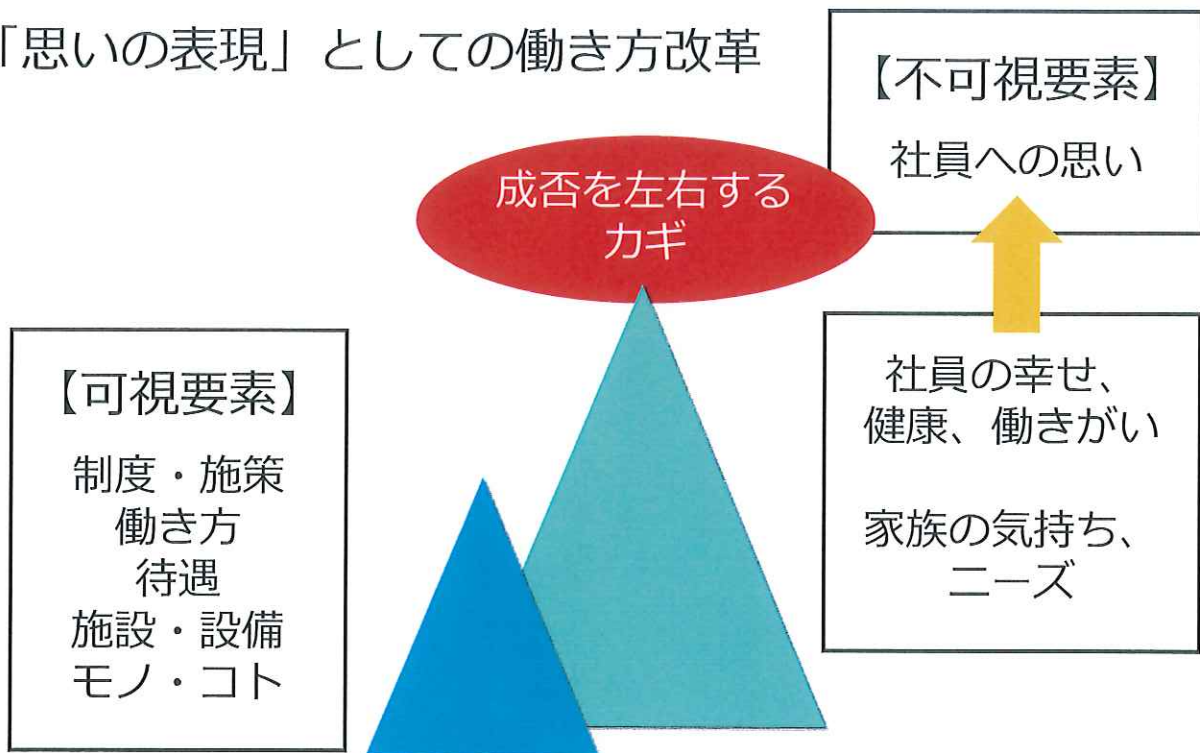 「思いの表現」としての働き方改革
【不可視要素】
社員への思い
成否を左右する
カギ
【可視要素】
制度・施策
働き方
待遇
施設・設備
モノ・コト
社員の幸せ、
健康、働きがい
家族の気持ち、
ニーズ